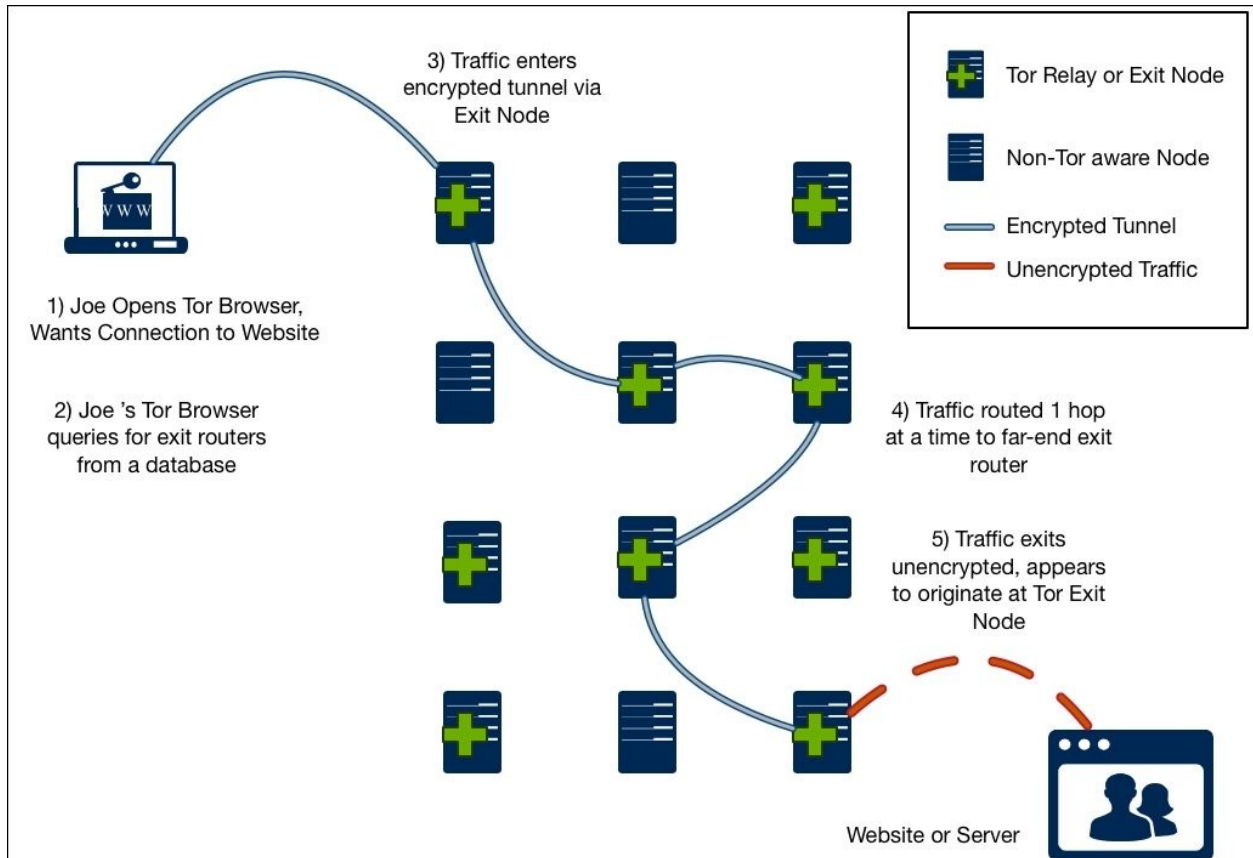 3) Traffic enters
encrypted tunnel via
Exit Node
Tor Relay or Exit Node
Non-Tor aware Node
Encrypted Tunnel
Unencrypted Traffic
WWW
1) Joe Opens Tor Browser,
Wants Connection to Website
2) Joe 's Tor Browser
queries for exit routers
from a database
4) Traffic routed 1 hop
at a time to far-end exit
router
5) Traffic exits
unencrypted, appears
to originate at Tor Exit
Node
Website or Server